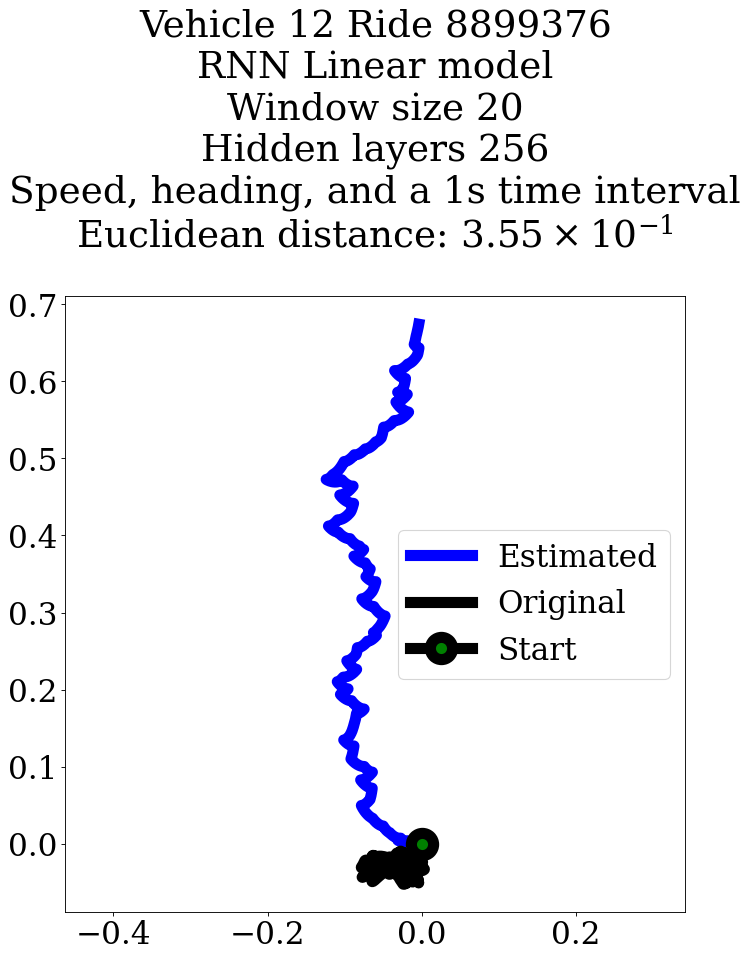 Vehicle 12 Ride 8899376
RNN Linear model
Window size 20
Hidden layers 256
Speed, heading, and a 1s time interval
Euclidean distance: 3.55 × 10⁻¹
0.7
0.6
0.5
0.4
0.3
0.2
0.1
0.0
Estimated
Original
Start
−0.4 −0.2 0.0 0.2